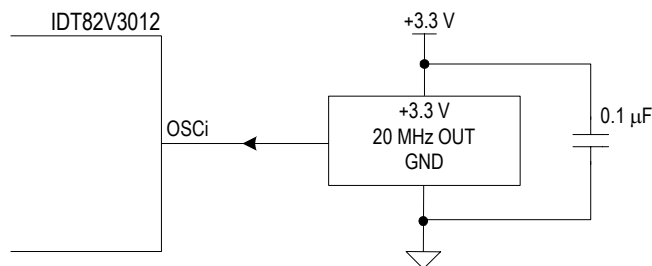 IDT82V3012
+3.3 V
+3.3 V
20 MHz OUT
GND
OSCi
0.1 μF